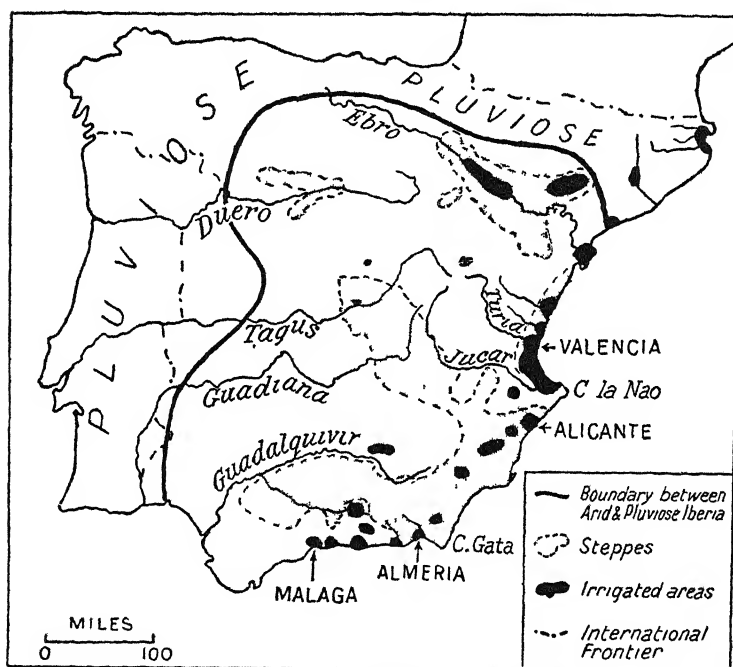 PLUVIOSE
PLUVIOSE
Ebro
Duero
Tagus
Turia
Jucar
VALENCIA
C la Nao
Guadiana
ALICANTE
Guadalquivir
C. Gata
ALMERIA
MALAGA
MILES
0 100
Boundary between
Arid & Pluviose Iberia
Steppes
Irrigated areas
International
Frontier